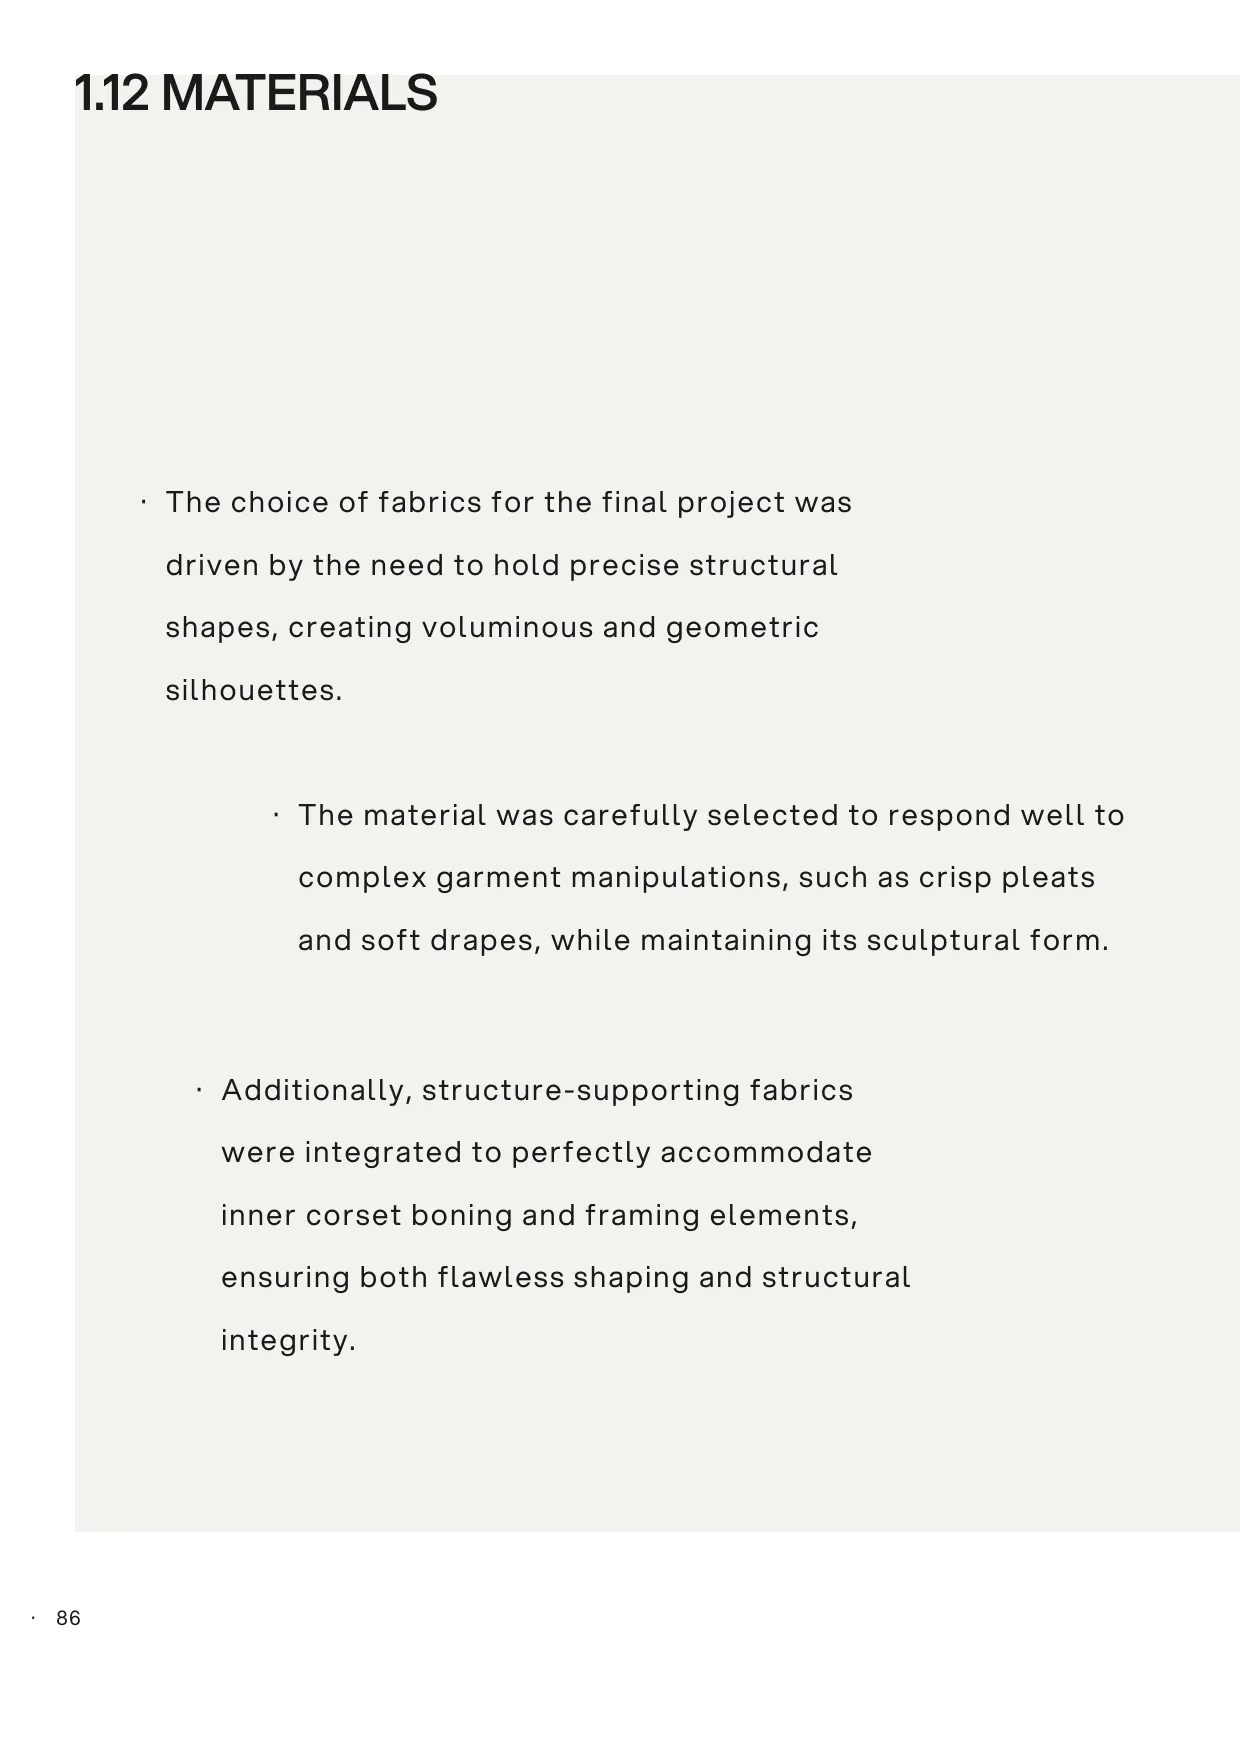 1.12 MATERIALS
· The choice of fabrics for the final project was
driven by the need to hold precise structural
shapes, creating voluminous and geometric
silhouettes.
· The material was carefully selected to respond well to
complex garment manipulations, such as crisp pleats
and soft drapes, while maintaining its sculptural form.
· Additionally, structure-supporting fabrics
were integrated to perfectly accommodate
inner corset boning and framing elements,
ensuring both flawless shaping and structural
integrity.
· 86